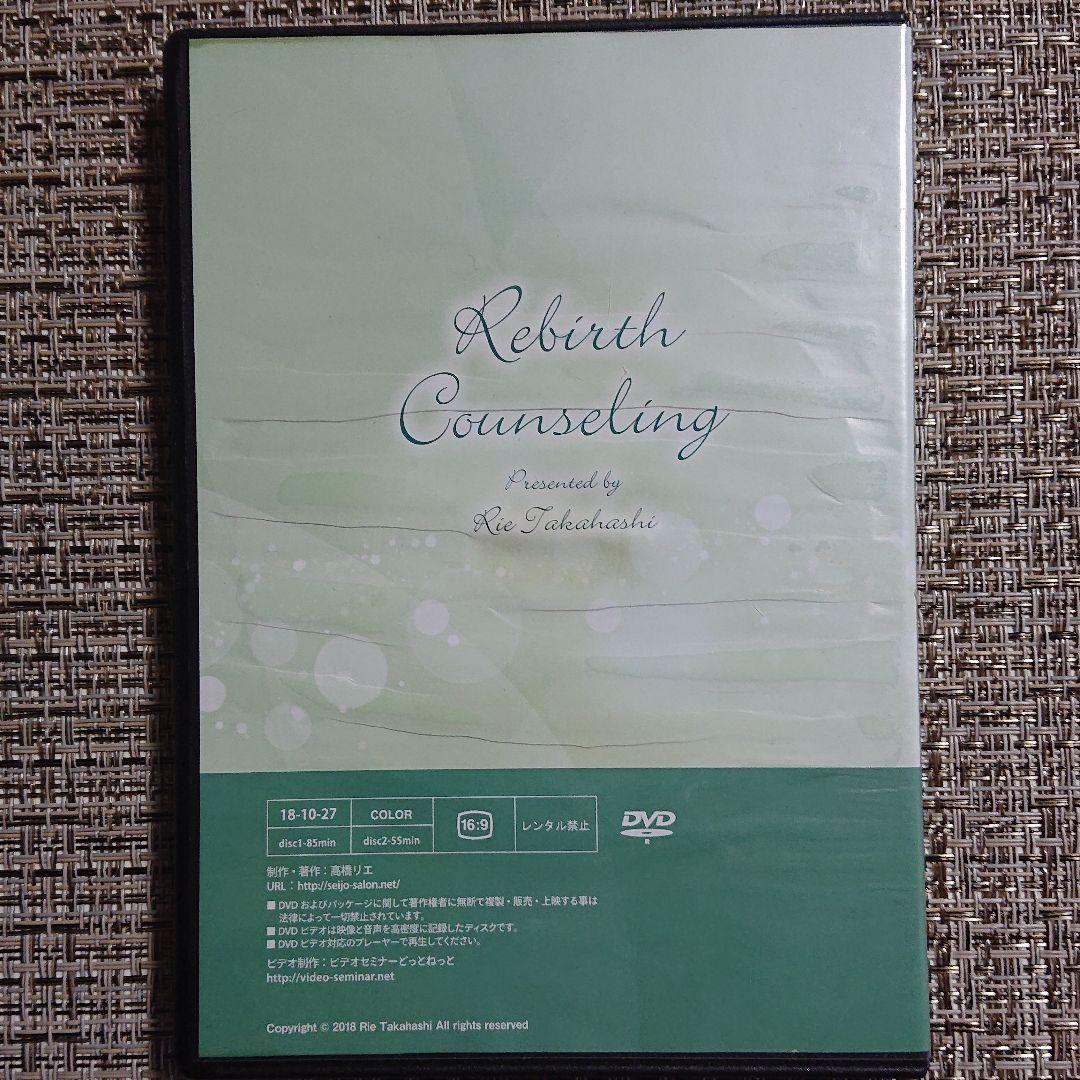 Rebirth
Counseling
Presented by
Rie Takahashi
18-10-27
COLOR
16:9
レンタル禁止
disc1-85min
disc2-55min
DVD
R
制作・著作：高橋リエ
URL：http://seijo-salon.net/
■ DVD およびパッケージに関して著作権者に無断で複製・販売・上映する事は
法律によって一切禁止されています。
■ DVD ビデオは映像と音声を高密度に記録したディスクです。
■ DVD ビデオ対応のプレーヤーで再生してください。
ビデオ制作：ビデオセミナーどっとねっと
http://video-seminar.net
Copyright © 2018 Rie Takahashi All rights reserved